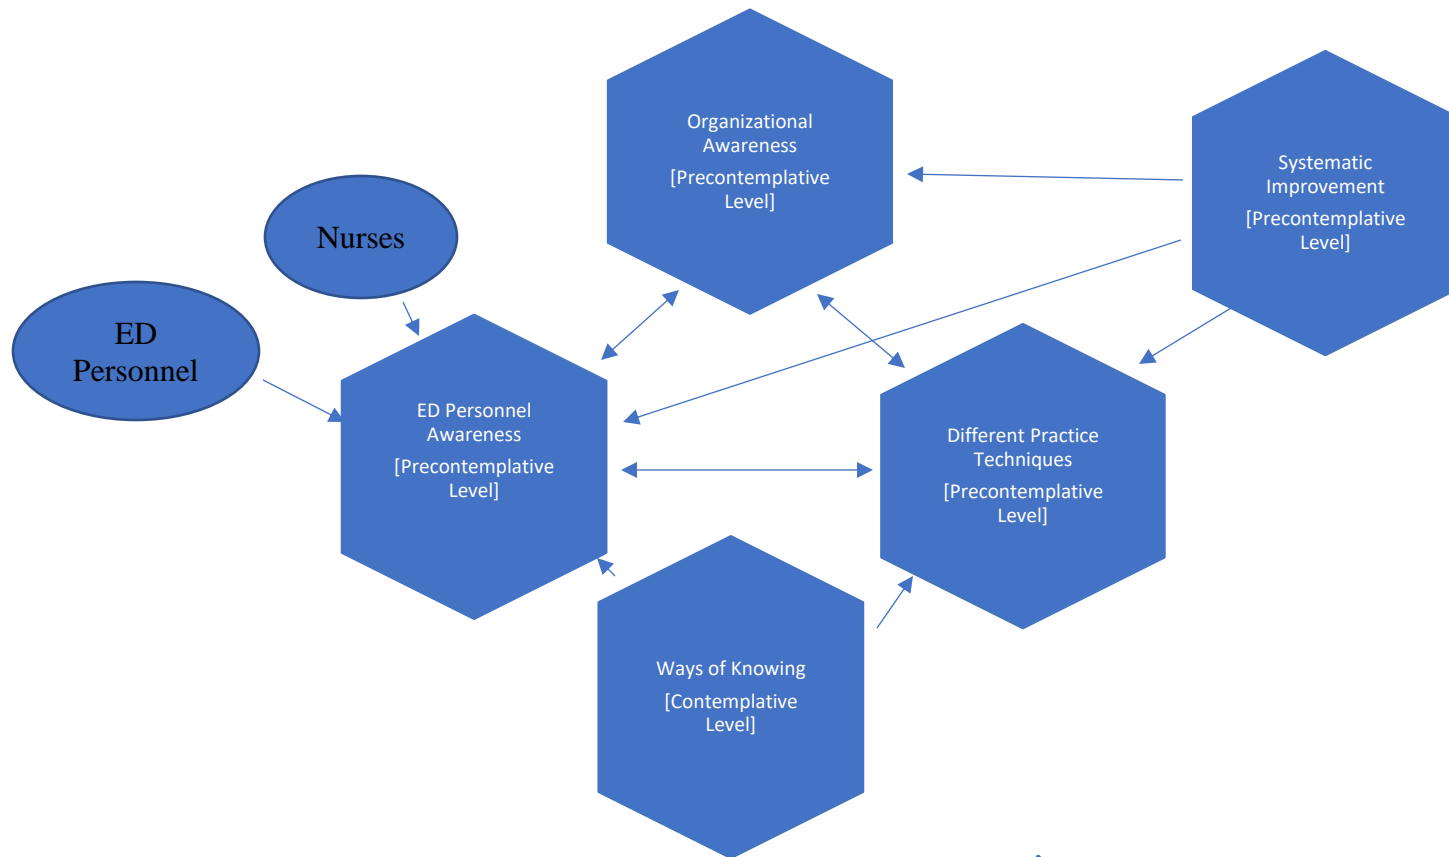 Organizational
Awareness
[Precontemplative
Level]
Systematic
Improvement
[Precontemplative
Level]
Nurses
ED
Personnel
ED Personnel
Awareness
[Precontemplative
Level]
Different Practice
Techniques
[Precontemplative
Level]
Ways of Knowing
[Contemplative
Level]